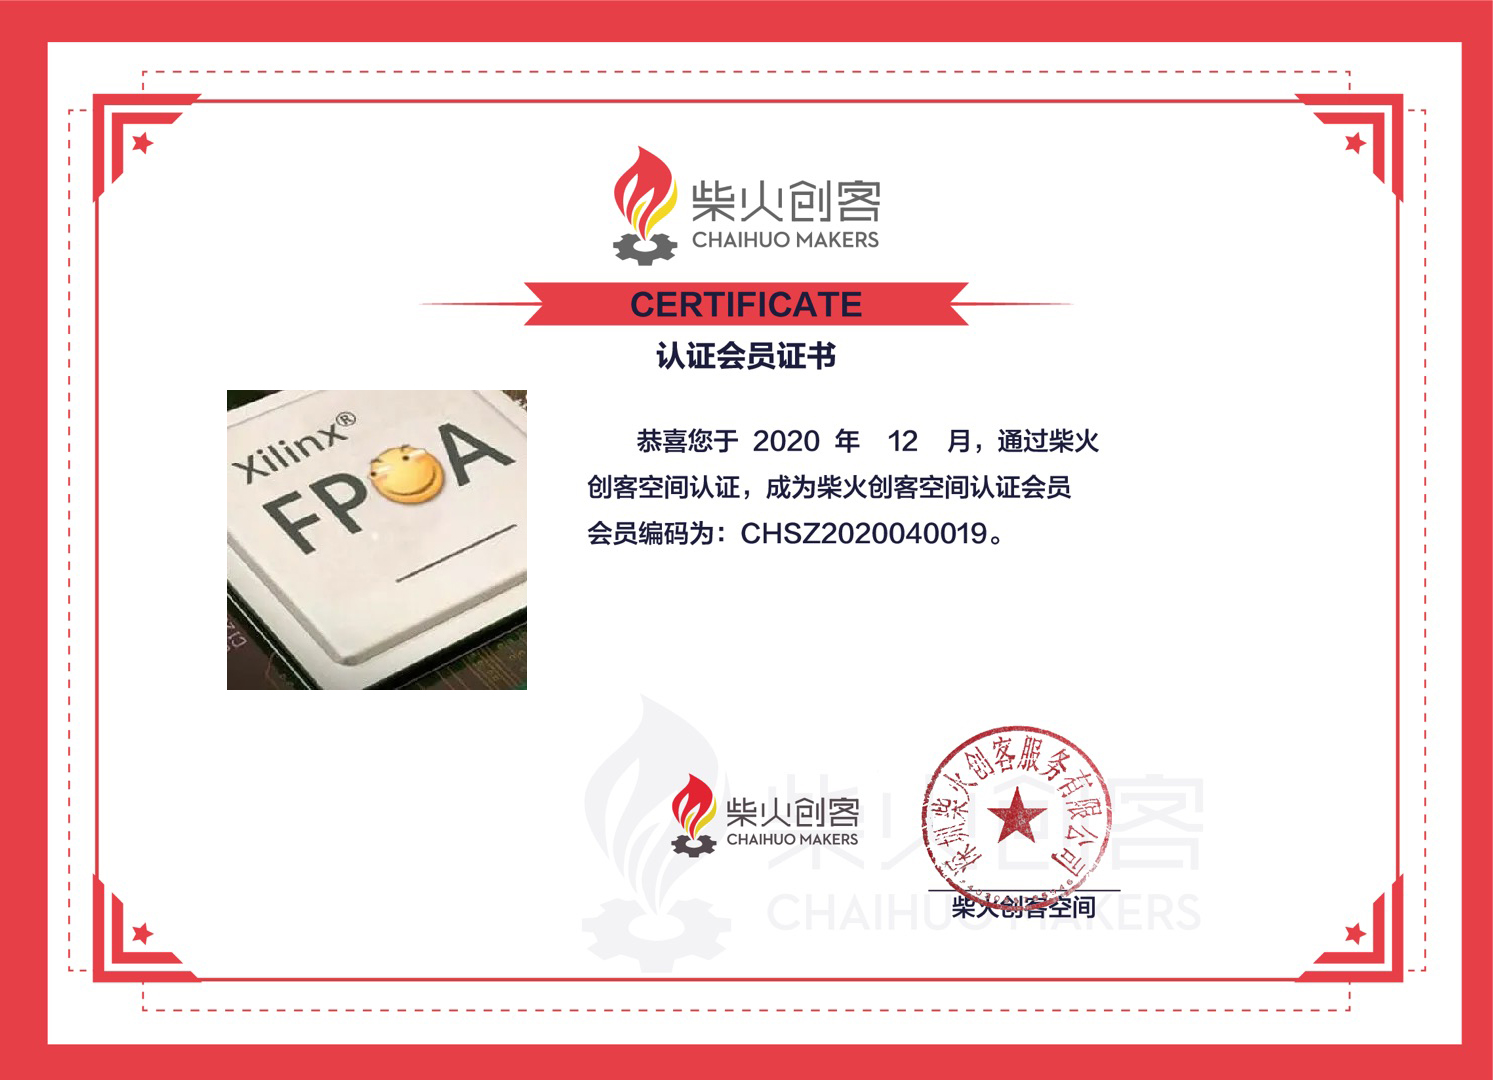 柴火创客
CHAIHUO MAKERS
CERTIFICATE
认证会员证书
Xilinx®
FPGA
恭喜您于 2020 年 12 月，通过柴火
创客空间认证，成为柴火创客空间认证会员
会员编码为：CHSZ2020040019。
柴火创客
CHAIHUO MAKERS
深圳柴火创客服务有限公司
柴火创客空间
柴火创客
CHAIHUO MAKERS